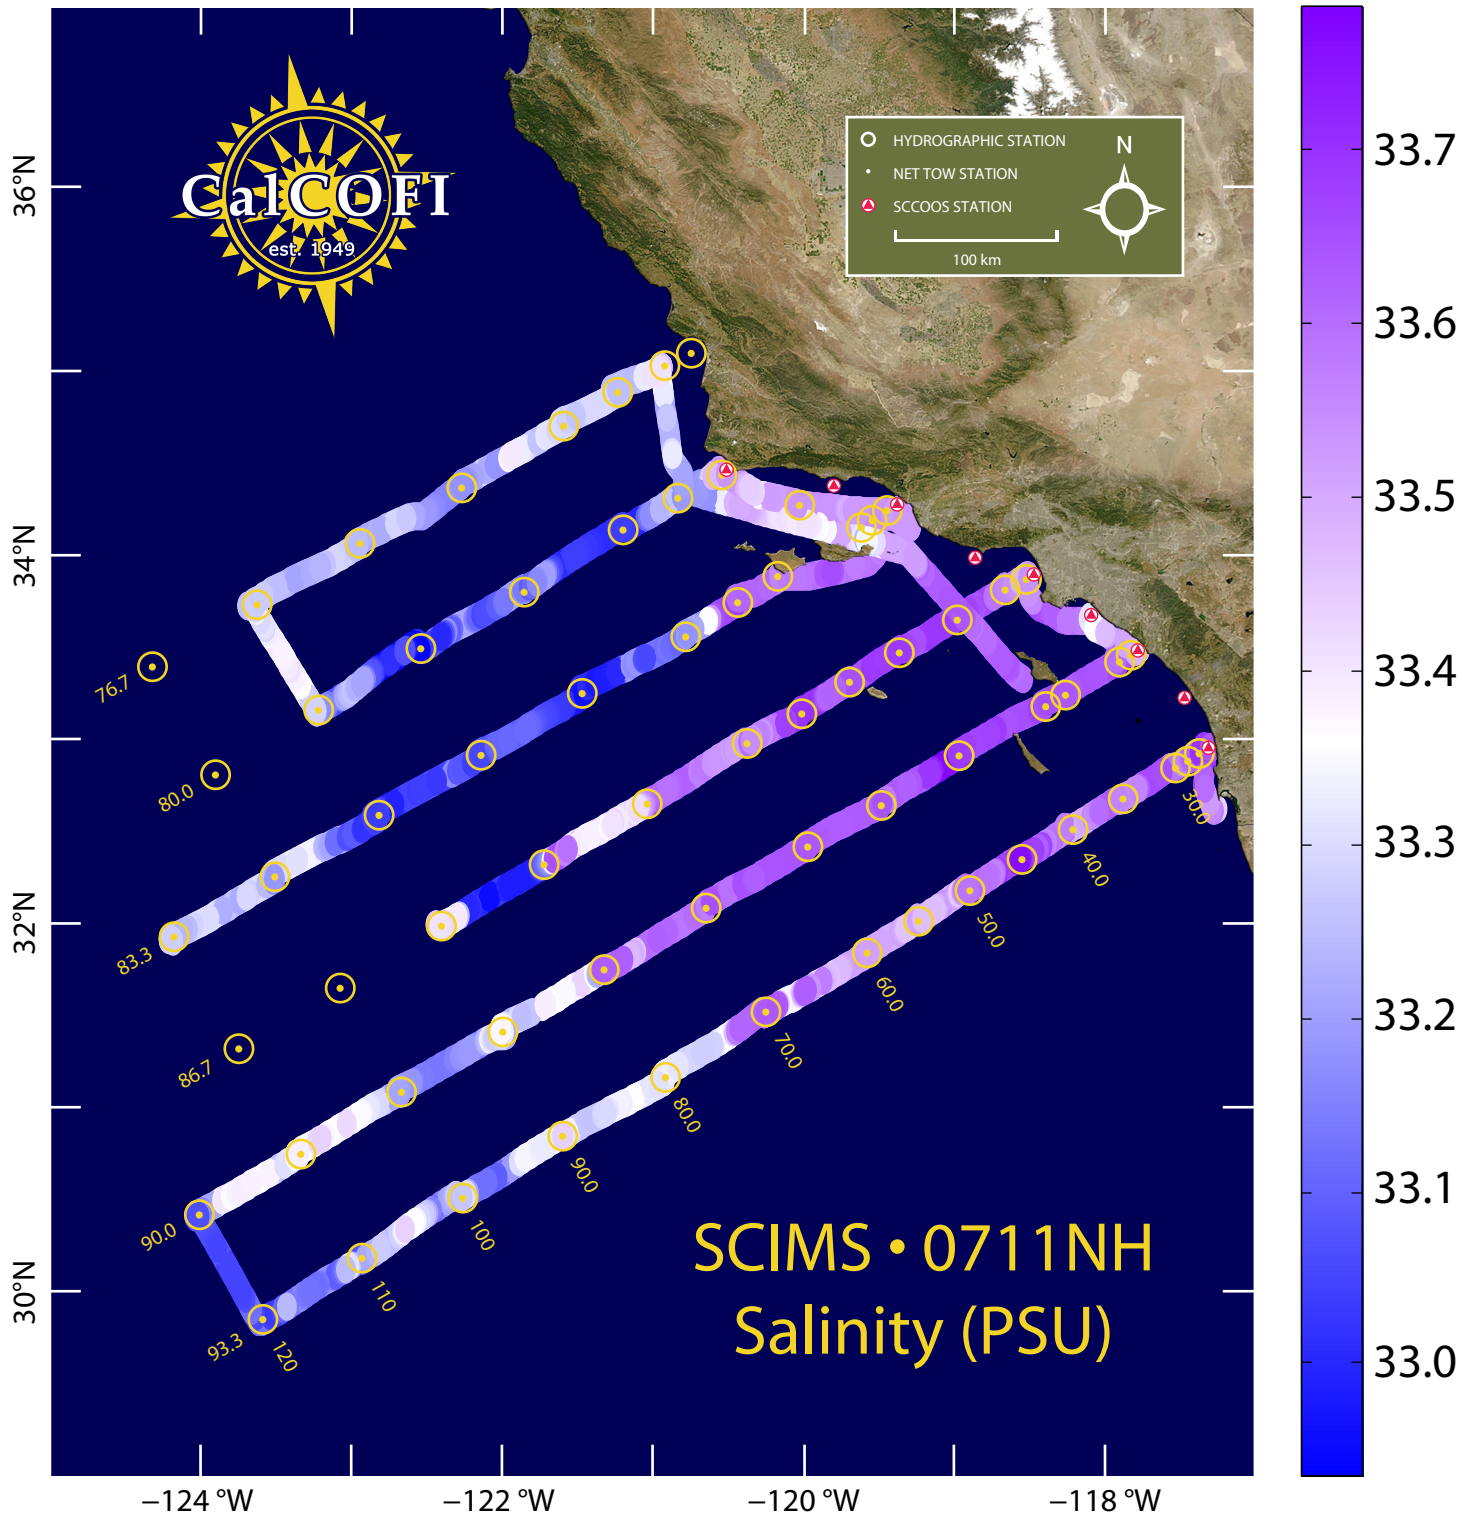 CalCOFI
est. 1949
HYDROGRAPHIC STATION
NET TOW STATION
SCCOOS STATION
100 km
N
36°N
34°N
32°N
30°N
76.7
80.0
83.3
86.7
90.0
93.3
30.0
40.0
50.0
60.0
70.0
80.0
90.0
100
110
120
SCIMS • 0711NH
Salinity (PSU)
−124 °W
−122 °W
−120 °W
−118 °W
33.7
33.6
33.5
33.4
33.3
33.2
33.1
33.0